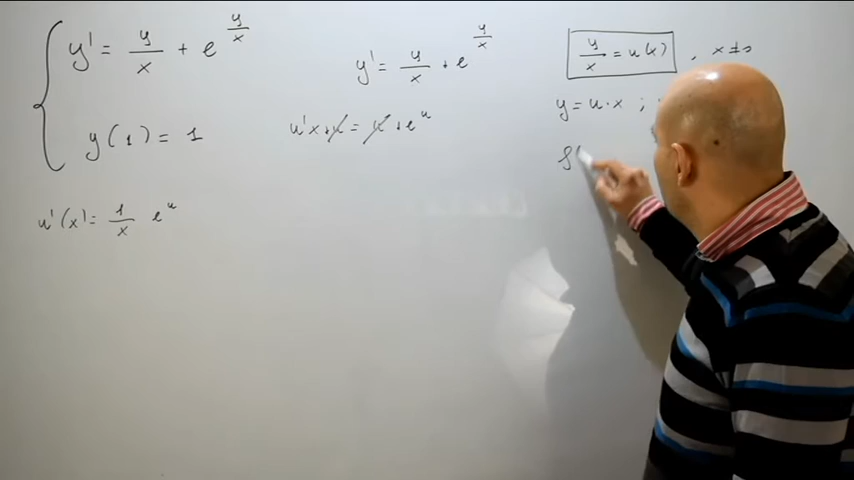 y' = y/x + e^(y/x)
y(1) = 1
u'(x) = 1/x e^u
y' = y/x + e^(y/x)
u'x + u = u + e^u
y/x = u(x) , x≠0
y = u·x ;